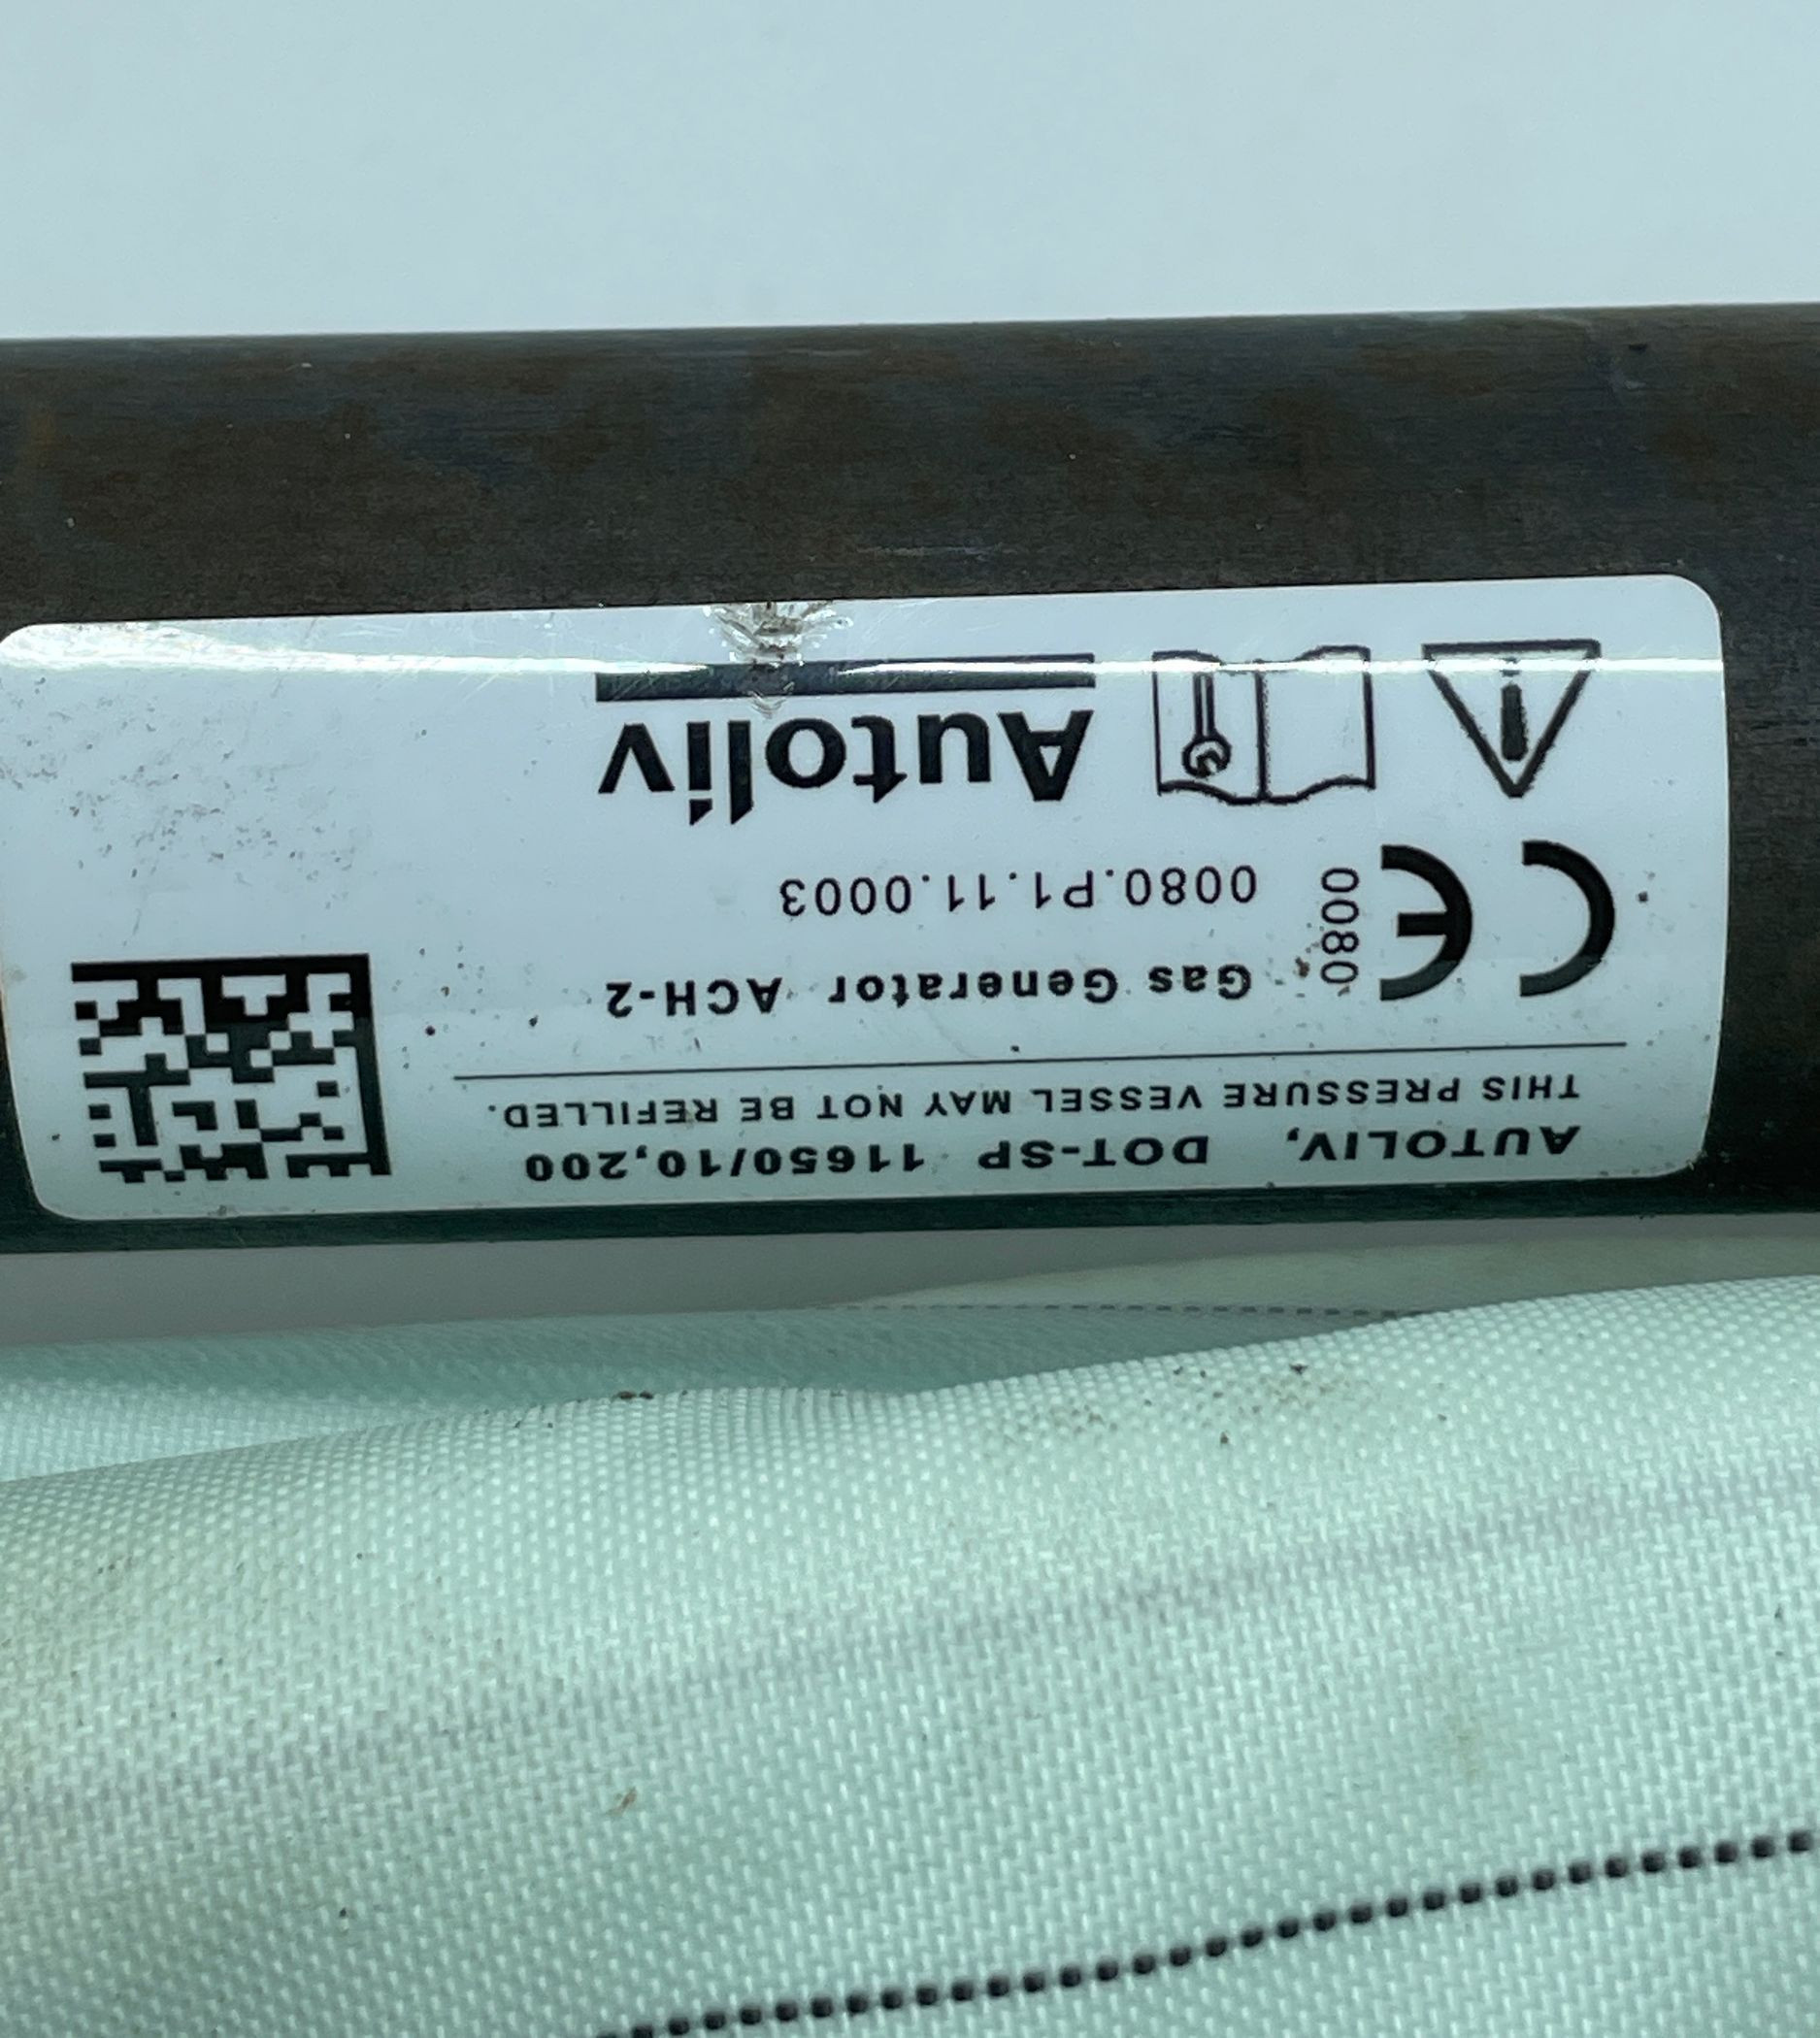 AUTOLIV, DOT-SP 11650/10,200
THIS PRESSURE VESSEL MAY NOT BE REFILLED.
Gas Generator ACH-2
0080.P1.11.0003
CE
0080
Autoliv